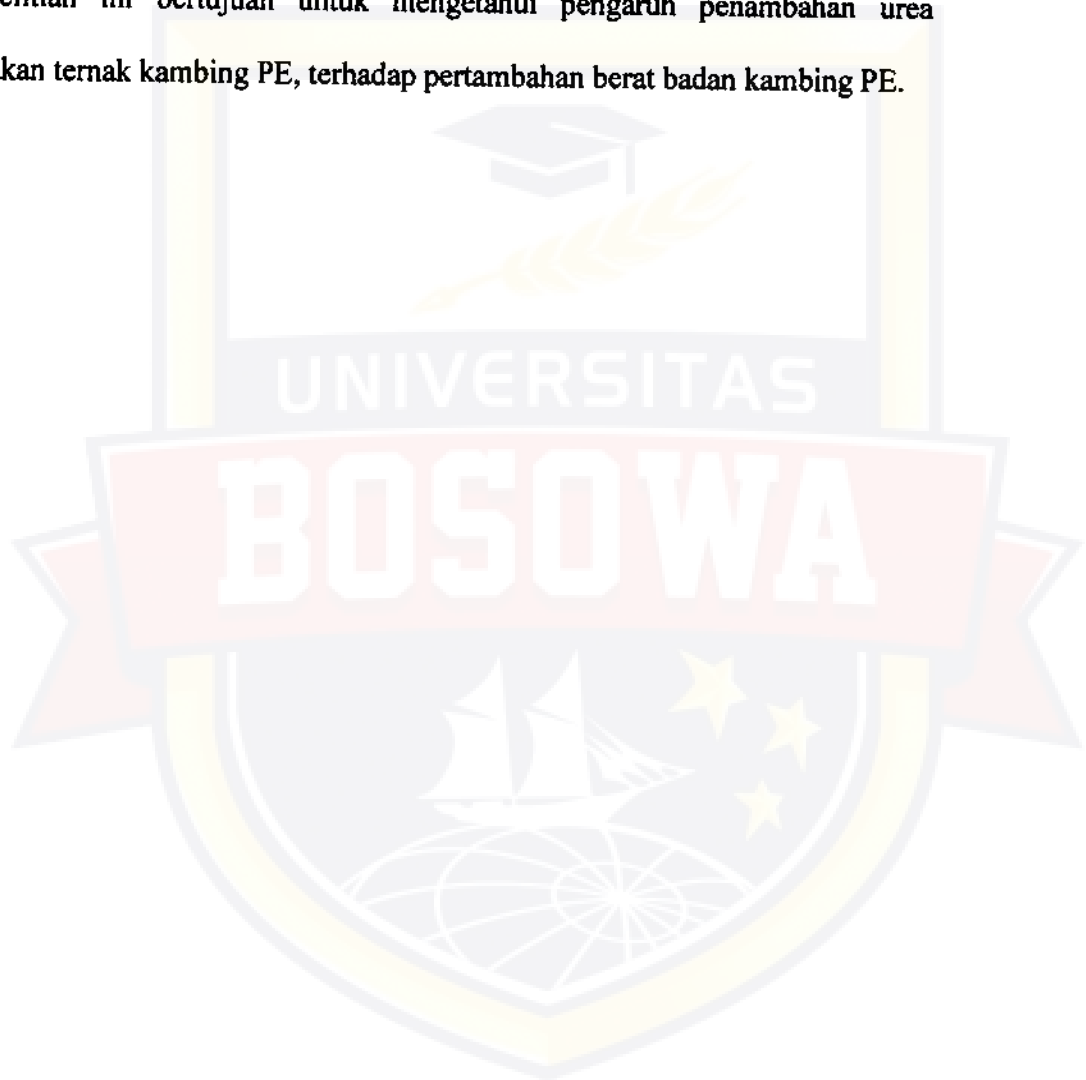 ini bertujuan untuk mengetahui pengaruh penambahan urea
kan ternak kambing PE, terhadap pertambahan berat badan kambing PE.
UNIVERSITAS
BOSOWA